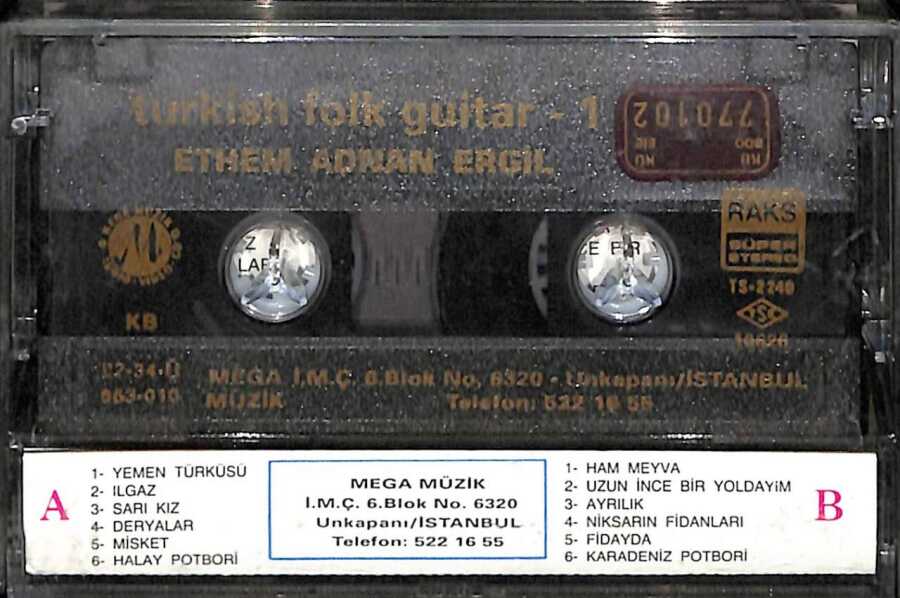 turkish folk guitar - 1
ETHEM ADNAN ERGİL
770102
RAKS
SÜPER
STEREO
TS-2240
TSE
10626
KB
MEGA İ.M.Ç. 6.Blok No, 6320 - Unkapanı/İSTANBUL
MÜZİK Telefon: 522 16 55
Z
LAR
CE BİR
A
1- YEMEN TÜRKÜSÜ
2- ILGAZ
3- SARI KIZ
4- DERYALAR
5- MİSKET
6- HALAY POTBORİ
MEGA MÜZİK
İ.M.Ç. 6.Blok No. 6320
Unkapanı/İSTANBUL
Telefon: 522 16 55
1- HAM MEYVA
2- UZUN İNCE BİR YOLDAYiM
3- AYRILIK
4- NİKSARIN FİDANLARI
5- FİDAYDA
6- KARADENİZ POTBORİ
B